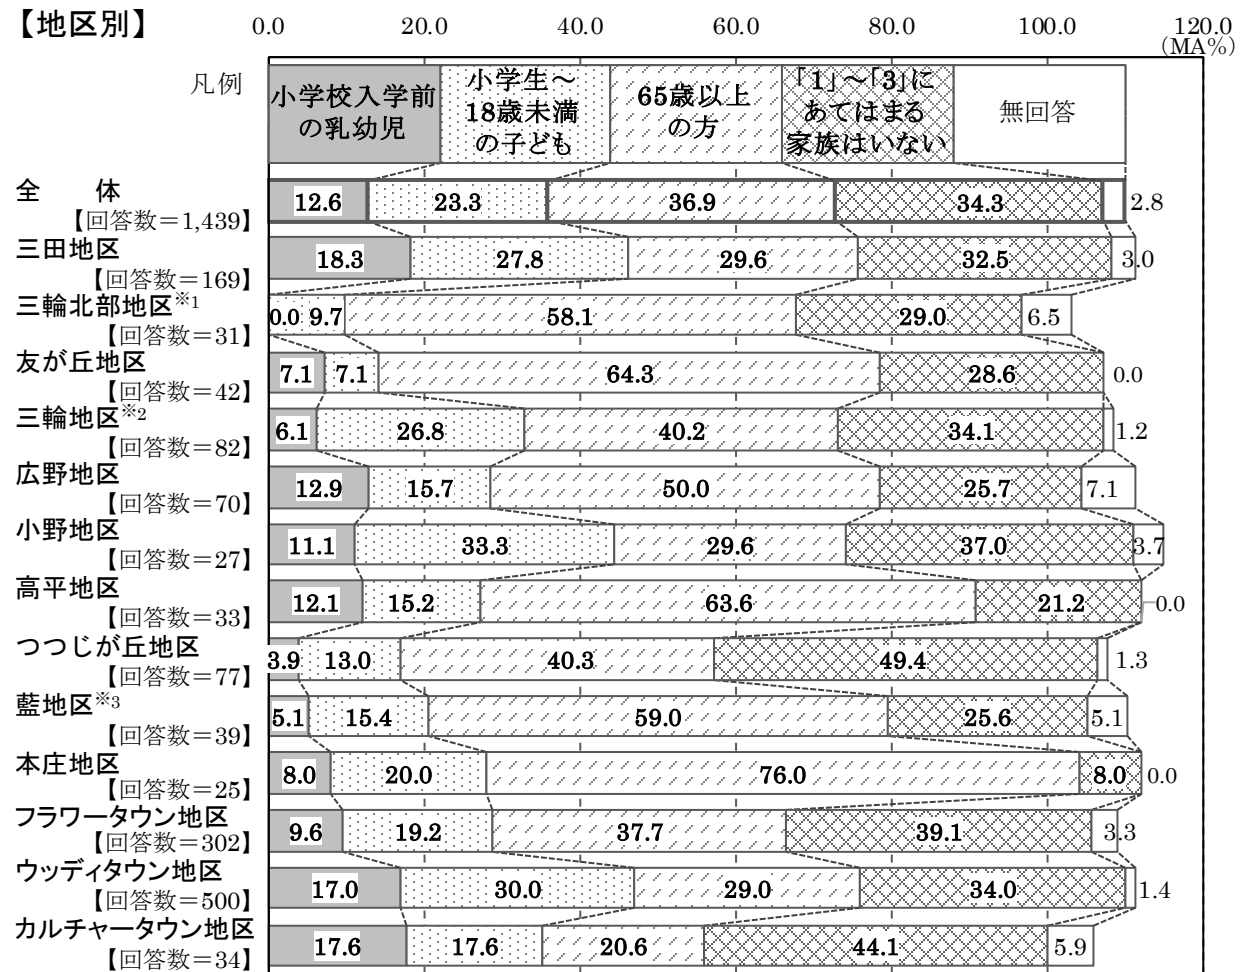 【地区別】
0.0 20.0 40.0 60.0 80.0 100.0 120.0
(MA%)
凡例
小学校入学前
の乳幼児
小学生～
18歳未満
の子ども
65歳以上
の方
「1」～「3」に
あてはまる
家族はいない
無回答
全　体
【回答数＝1,439】
12.6 23.3 36.9 34.3 2.8
三田地区
【回答数＝169】
18.3 27.8 29.6 32.5 3.0
三輪北部地区※1
【回答数＝31】
0.0 9.7 58.1 29.0 6.5
友が丘地区
【回答数＝42】
7.1 7.1 64.3 28.6 0.0
三輪地区※2
【回答数＝82】
6.1 26.8 40.2 34.1 1.2
広野地区
【回答数＝70】
12.9 15.7 50.0 25.7 7.1
小野地区
【回答数＝27】
11.1 33.3 29.6 37.0 3.7
高平地区
【回答数＝33】
12.1 15.2 63.6 21.2 0.0
つつじが丘地区
【回答数＝77】
3.9 13.0 40.3 49.4 1.3
藍地区※3
【回答数＝39】
5.1 15.4 59.0 25.6 5.1
本庄地区
【回答数＝25】
8.0 20.0 76.0 8.0 0.0
フラワータウン地区
【回答数＝302】
9.6 19.2 37.7 39.1 3.3
ウッディタウン地区
【回答数＝500】
17.0 30.0 29.0 34.0 1.4
カルチャータウン地区
【回答数＝34】
17.6 17.6 20.6 44.1 5.9